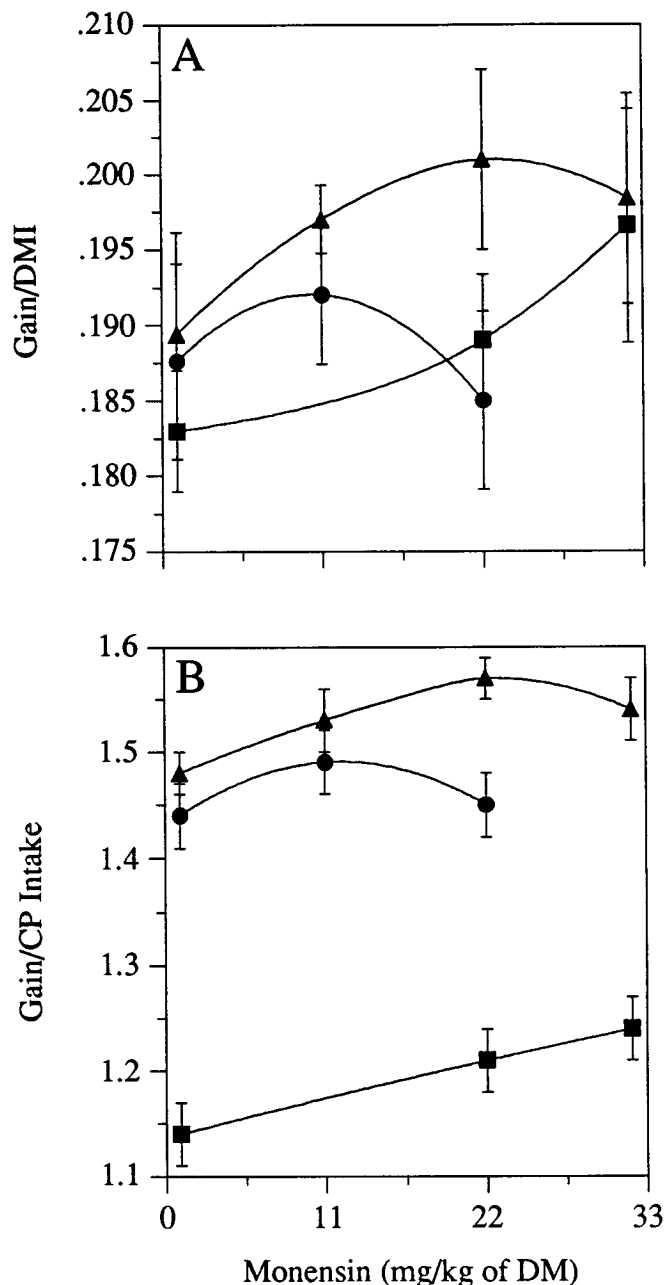 A
.210
.205
.200
.195
.190
.185
.180
.175
Gain/DMI
B
1.6
1.5
1.4
1.3
1.2
1.1
Gain/CP Intake
0 11 22 33
Monensin (mg/kg of DM)